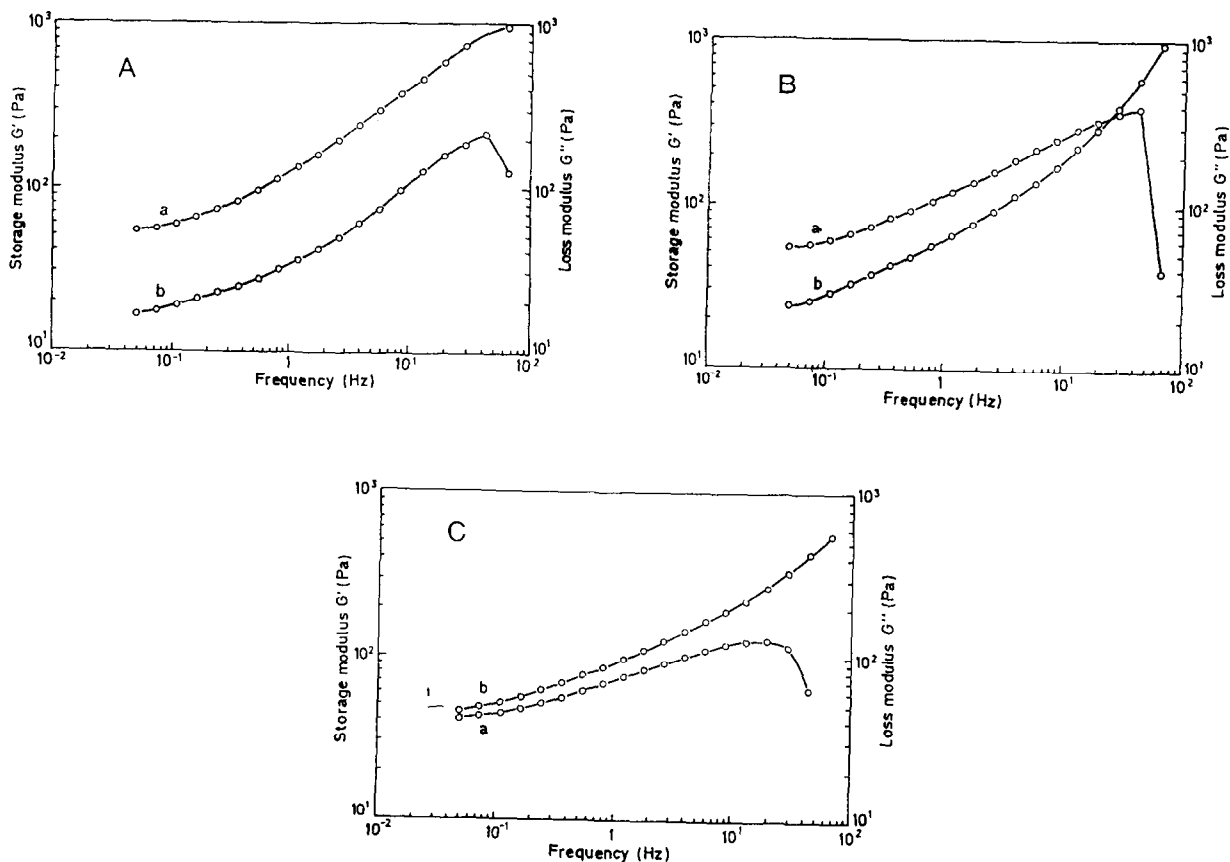 A
Storage modulus G′ (Pa)
10³
10²
10¹
a
b
10⁻²
10⁻¹
1
10
10²
Frequency (Hz)
10³
10²
10¹
Loss modulus G″ (Pa)
B
Storage modulus G′ (Pa)
10³
10²
10¹
a
b
10⁻²
10⁻¹
1
10¹
10²
Frequency (Hz)
10³
10²
10¹
Loss modulus G″ (Pa)
C
Storage modulus G′ (Pa)
10³
10²
10¹
b
a
10⁻²
10⁻¹
1
10¹
10²
Frequency (Hz)
10³
10²
10¹
Loss modulus G″ (Pa)